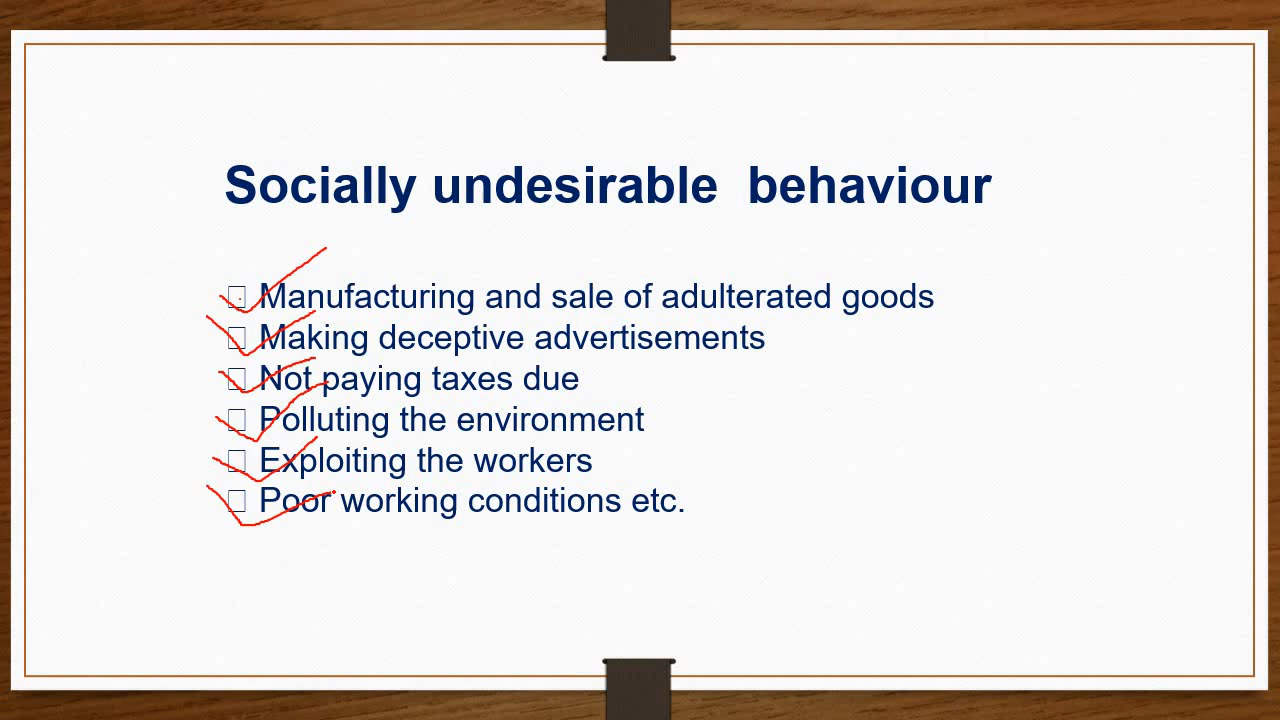 Socially undesirable behaviour
Manufacturing and sale of adulterated goods
Making deceptive advertisements
Not paying taxes due
Polluting the environment
Exploiting the workers
Poor working conditions etc.